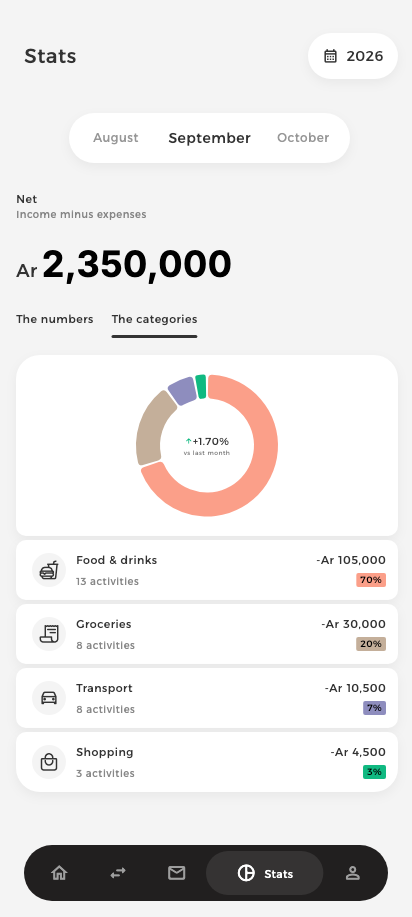 Stats
2026
August September October
Net
Income minus expenses
Ar 2,350,000
The numbers The categories
↑+1.70%
vs last month
Food & drinks -Ar 105,000
13 activities 70%
Groceries -Ar 30,000
8 activities 20%
Transport -Ar 10,500
8 activities 7%
Shopping -Ar 4,500
3 activities 3%
Stats